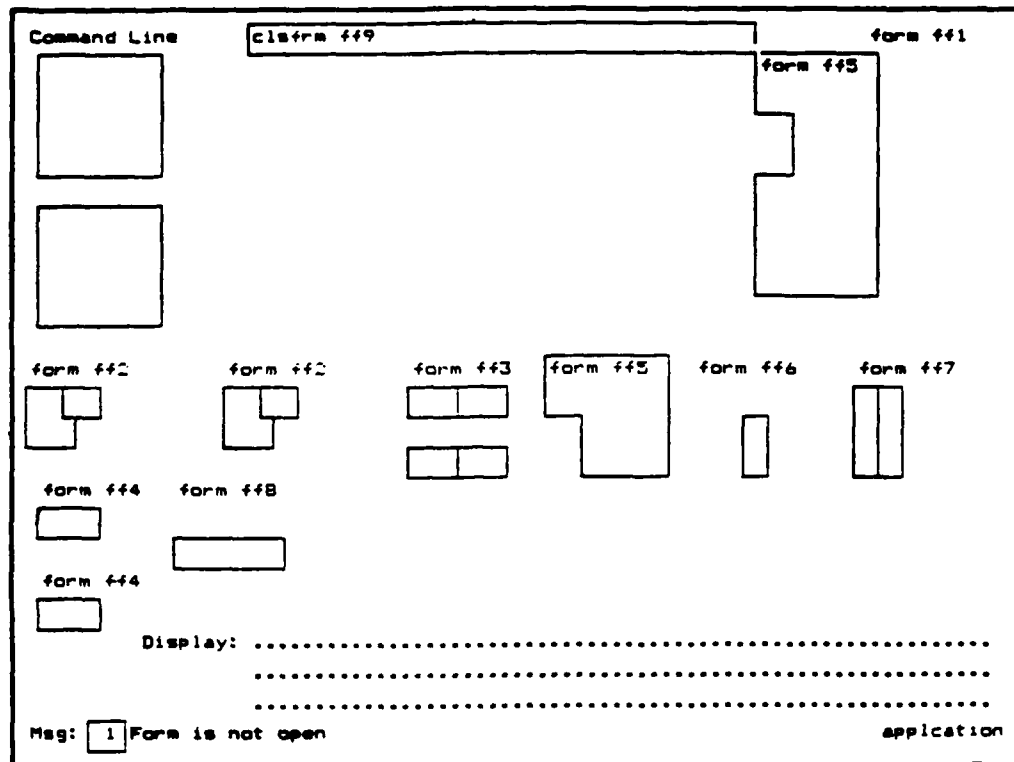 Command Line clsfrm ff9 form ff1
form ff5
form ff2 form ff2 form ff3 form ff5 form ff6 form ff7
form ff4 form ff8
form ff4
Display: ............................................................
............................................................
............................................................
Msg: 1 Form is not open applcation